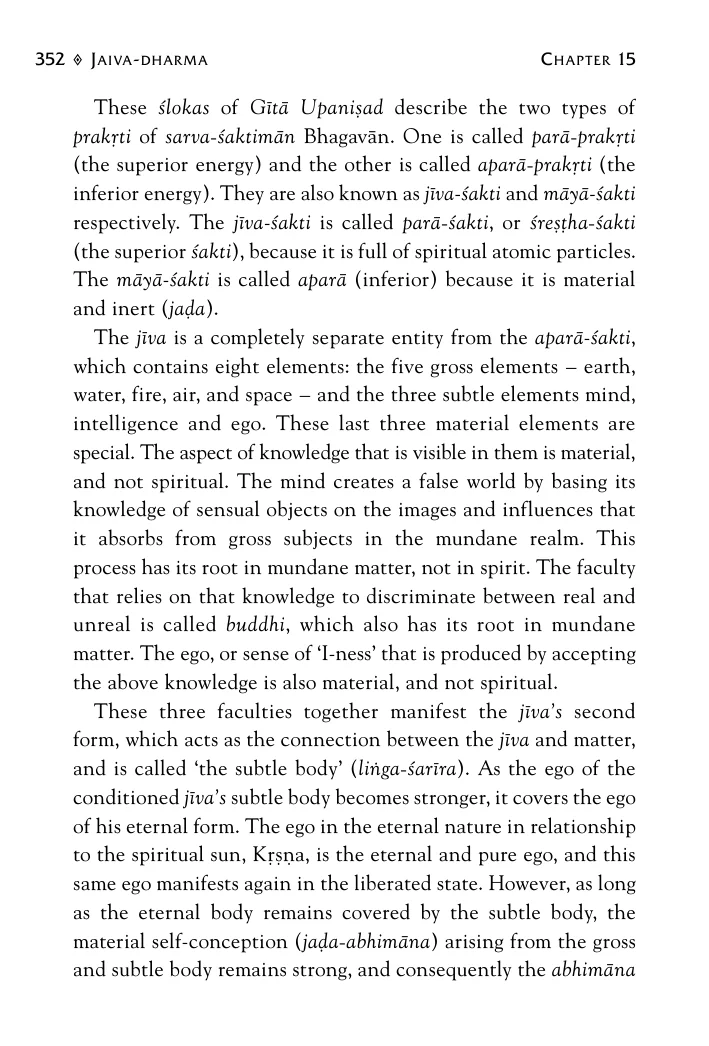 352 ⟡ JAIVA-DHARMA CHAPTER 15
These ślokas of Gītā Upaniṣad describe the two types of
prakṛti of sarva-śaktimān Bhagavān. One is called parā-prakṛti
(the superior energy) and the other is called aparā-prakṛti (the
inferior energy). They are also known as jīva-śakti and māyā-śakti
respectively. The jīva-śakti is called parā-śakti, or śreṣṭha-śakti
(the superior śakti), because it is full of spiritual atomic particles.
The māyā-śakti is called aparā (inferior) because it is material
and inert (jaḍa).
The jīva is a completely separate entity from the aparā-śakti,
which contains eight elements: the five gross elements – earth,
water, fire, air, and space – and the three subtle elements mind,
intelligence and ego. These last three material elements are
special. The aspect of knowledge that is visible in them is material,
and not spiritual. The mind creates a false world by basing its
knowledge of sensual objects on the images and influences that
it absorbs from gross subjects in the mundane realm. This
process has its root in mundane matter, not in spirit. The faculty
that relies on that knowledge to discriminate between real and
unreal is called buddhi, which also has its root in mundane
matter. The ego, or sense of ‘I-ness’ that is produced by accepting
the above knowledge is also material, and not spiritual.
These three faculties together manifest the jīva’s second
form, which acts as the connection between the jīva and matter,
and is called ‘the subtle body’ (liṅga-śarīra). As the ego of the
conditioned jīva’s subtle body becomes stronger, it covers the ego
of his eternal form. The ego in the eternal nature in relationship
to the spiritual sun, Kṛṣṇa, is the eternal and pure ego, and this
same ego manifests again in the liberated state. However, as long
as the eternal body remains covered by the subtle body, the
material self-conception (jaḍa-abhimāna) arising from the gross
and subtle body remains strong, and consequently the abhimāna